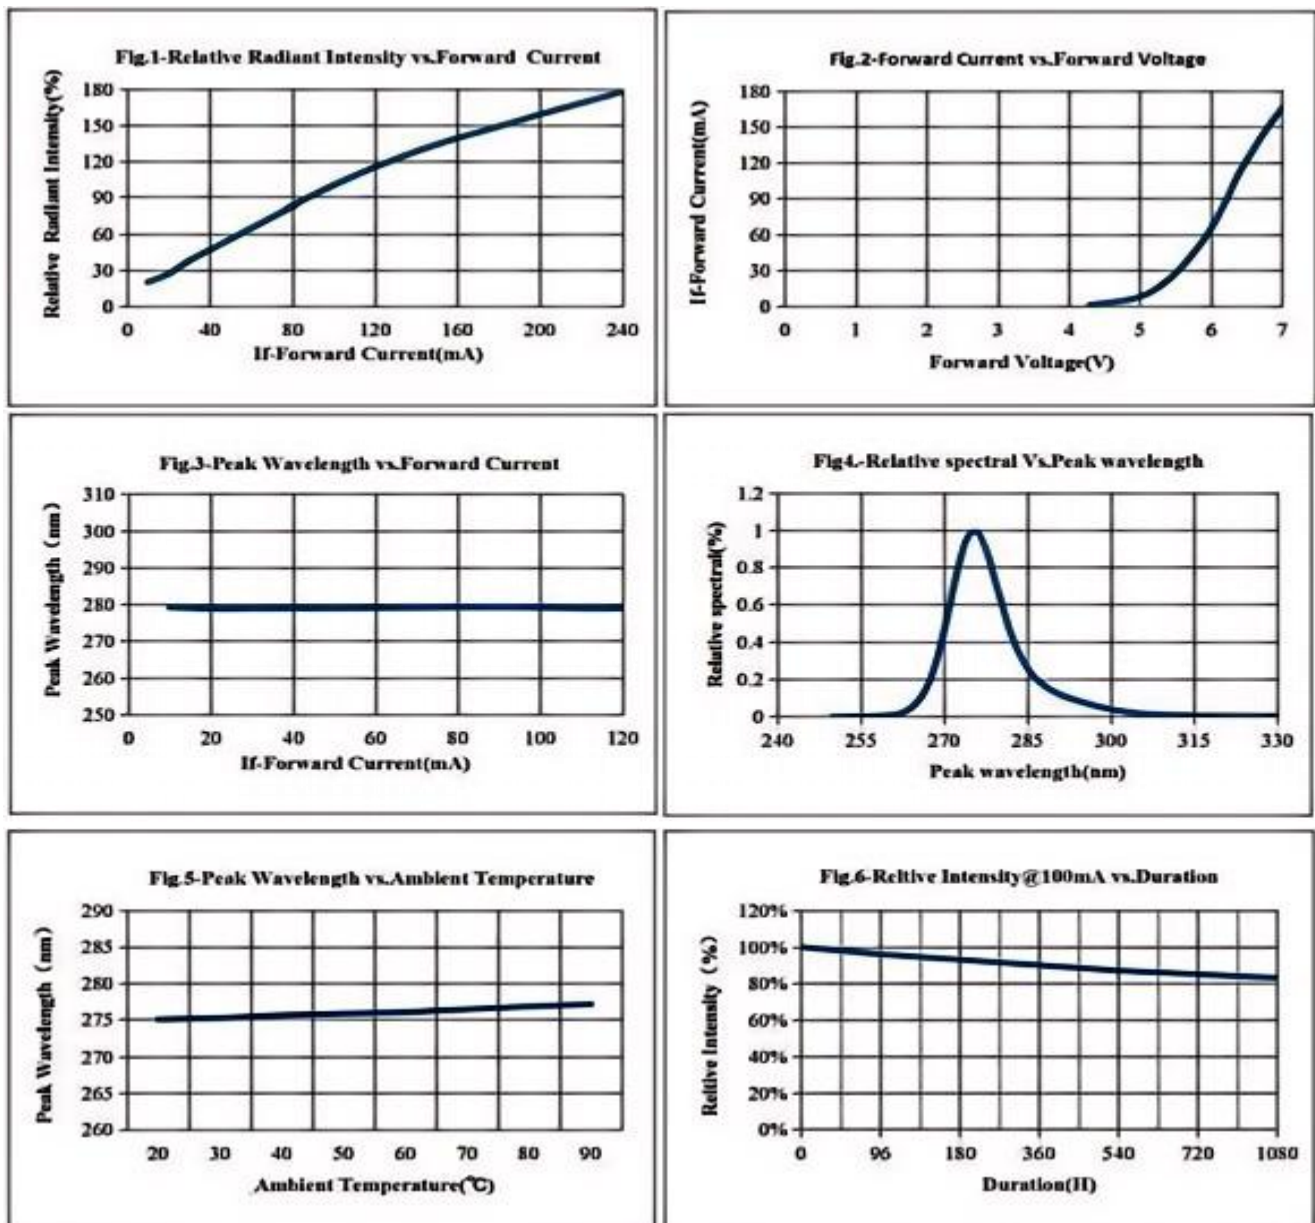 Fig.1-Relative Radiant Intensity vs.Forward Current
Relative Radiant Intensity(%)
180
150
120
90
60
30
0
0 40 80 120 160 200 240
If-Forward Current(mA)
Fig.2-Forward Current vs.Forward Voltage
If-Forward Current(mA)
180
150
120
90
60
30
0
0 1 2 3 4 5 6 7
Forward Voltage(V)
Fig.3-Peak Wavelength vs.Forward Current
Peak Wavelength（nm）
310
300
290
280
270
260
250
0 20 40 60 80 100 120
If-Forward Current(mA)
Fig4.-Relative spectral Vs.Peak wavelength
Relative spectral(%)
1.2
1
0.8
0.6
0.4
0.2
0
240 255 270 285 300 315 330
Peak wavelength(nm)
Fig.5-Peak Wavelength vs.Ambient Temperature
Peak Wavelength（nm）
290
285
280
275
270
265
260
20 30 40 50 60 70 80 90
Ambient Temperature(℃)
Fig.6-Reltive Intensity@100mA vs.Duration
Reltive Intensity（%）
120%
100%
80%
60%
40%
20%
0%
0 96 180 360 540 720 1080
Duration(H)